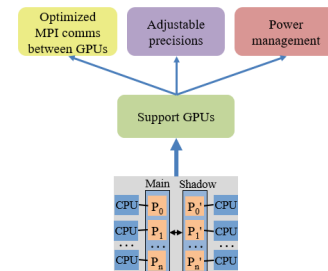 Optimized
MPI comms
between GPUs
Adjustable
precisions
Power
management
Support GPUs
Main Shadow
CPU P0 P0' CPU
CPU P1 P1' CPU
... ... ... ...
CPU Pn Pn' CPU